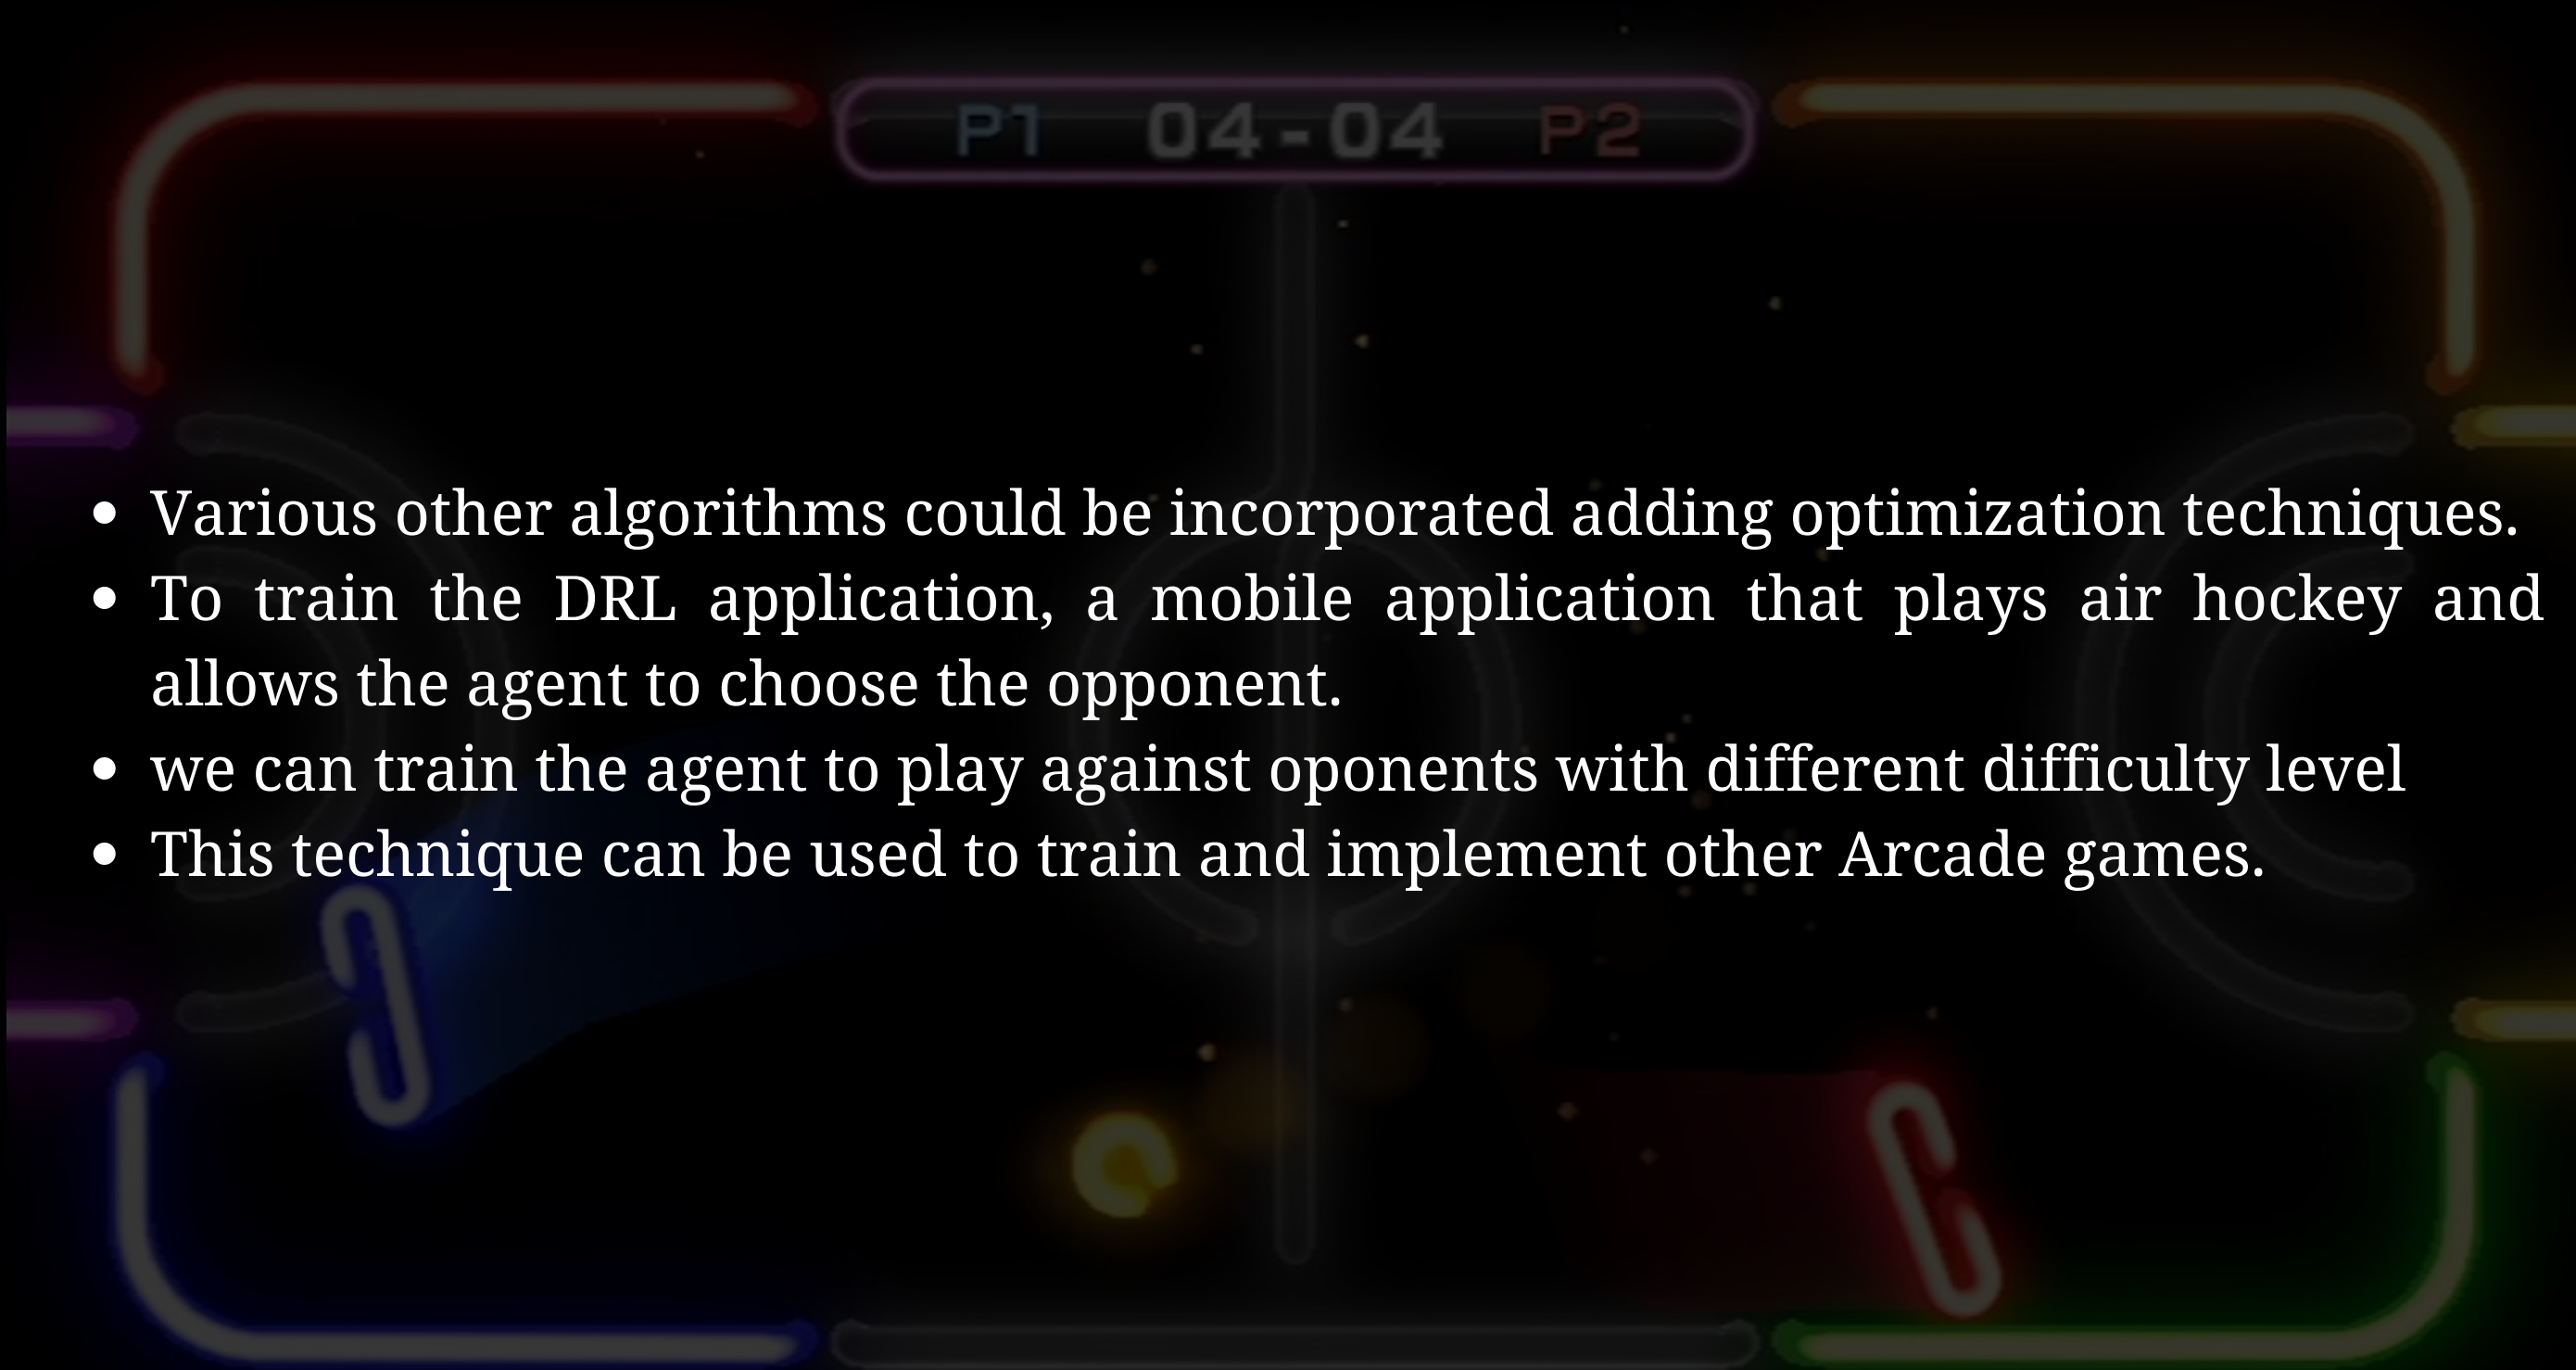 P1 04-04 P2
• Various other algorithms could be incorporated adding optimization techniques.
• To train the DRL application, a mobile application that plays air hockey and
allows the agent to choose the opponent.
• we can train the agent to play against oponents with different difficulty level
• This technique can be used to train and implement other Arcade games.